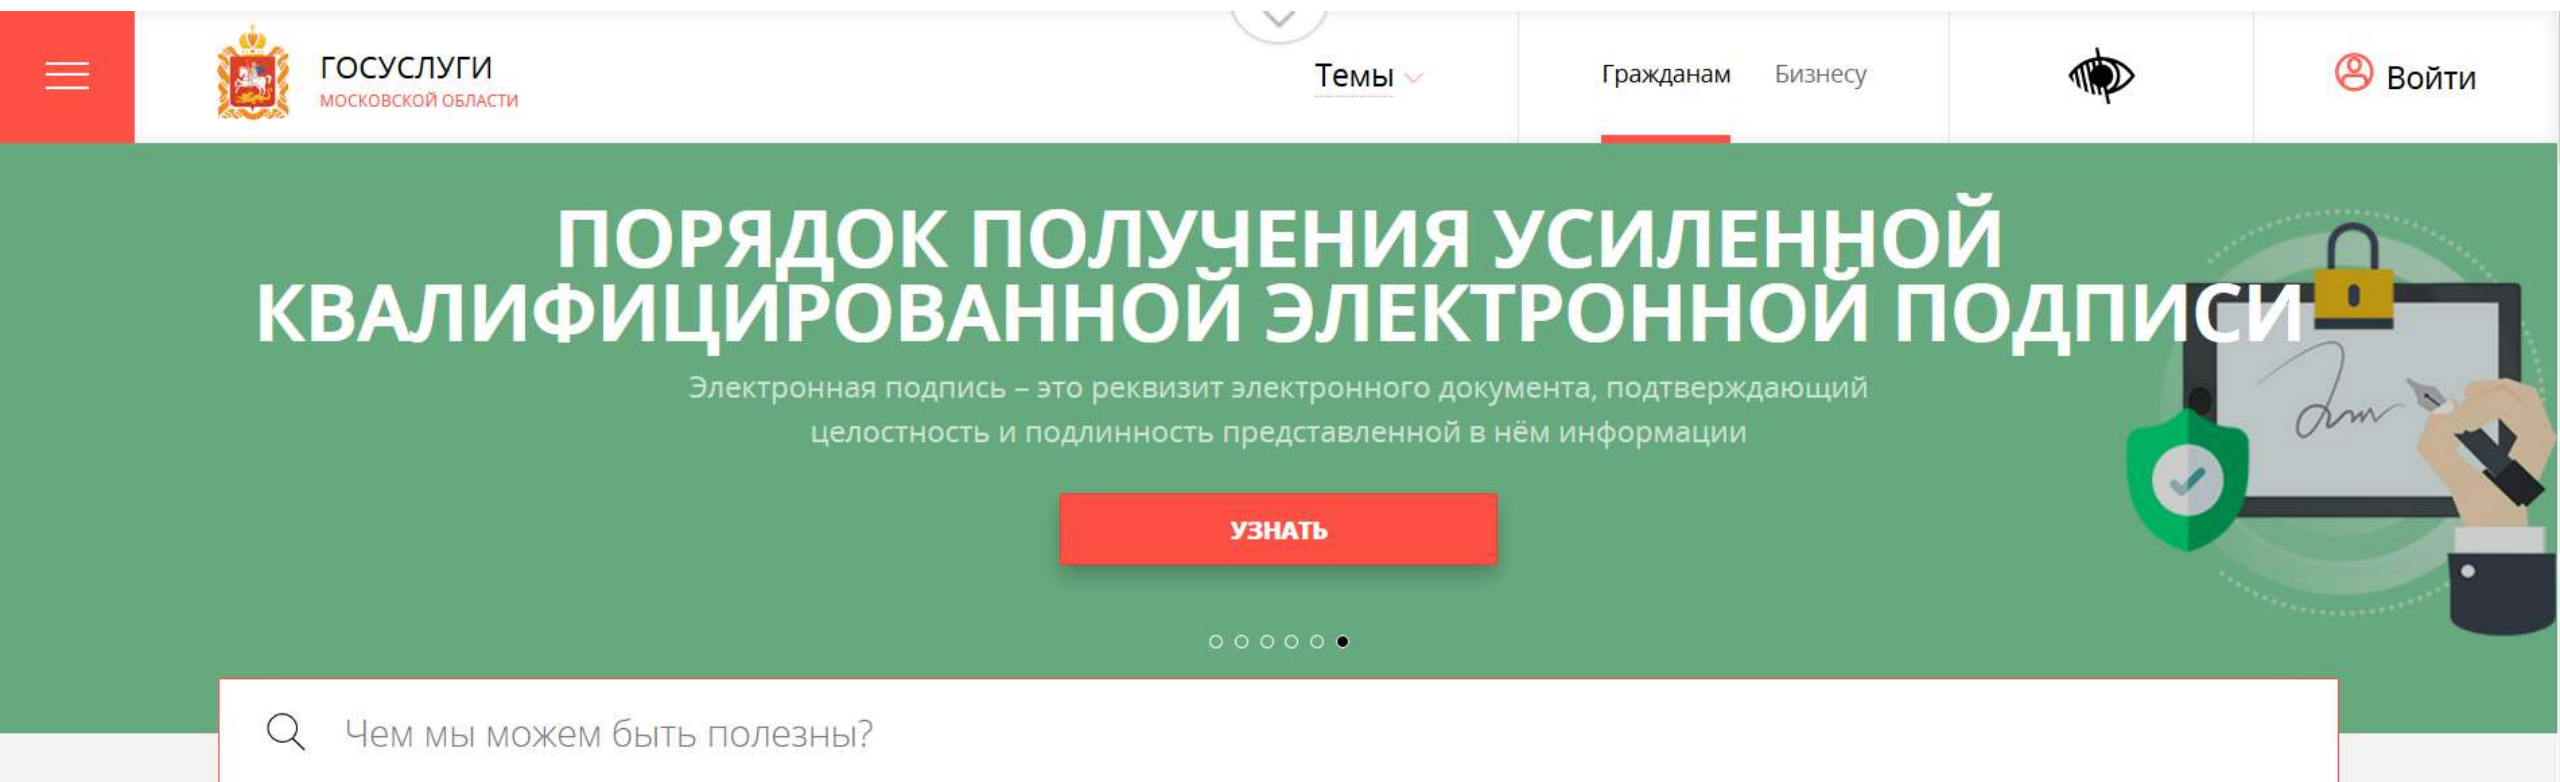 ГОСУСЛУГИ
МОСКОВСКОЙ ОБЛАСТИ
Темы
Гражданам
Бизнесу
Войти
ПОРЯДОК ПОЛУЧЕНИЯ УСИЛЕННОЙ
КВАЛИФИЦИРОВАННОЙ ЭЛЕКТРОННОЙ ПОДПИСИ
Электронная подпись – это реквизит электронного документа, подтверждающий
целостность и подлинность представленной в нём информации
УЗНАТЬ
Чем мы можем быть полезны?